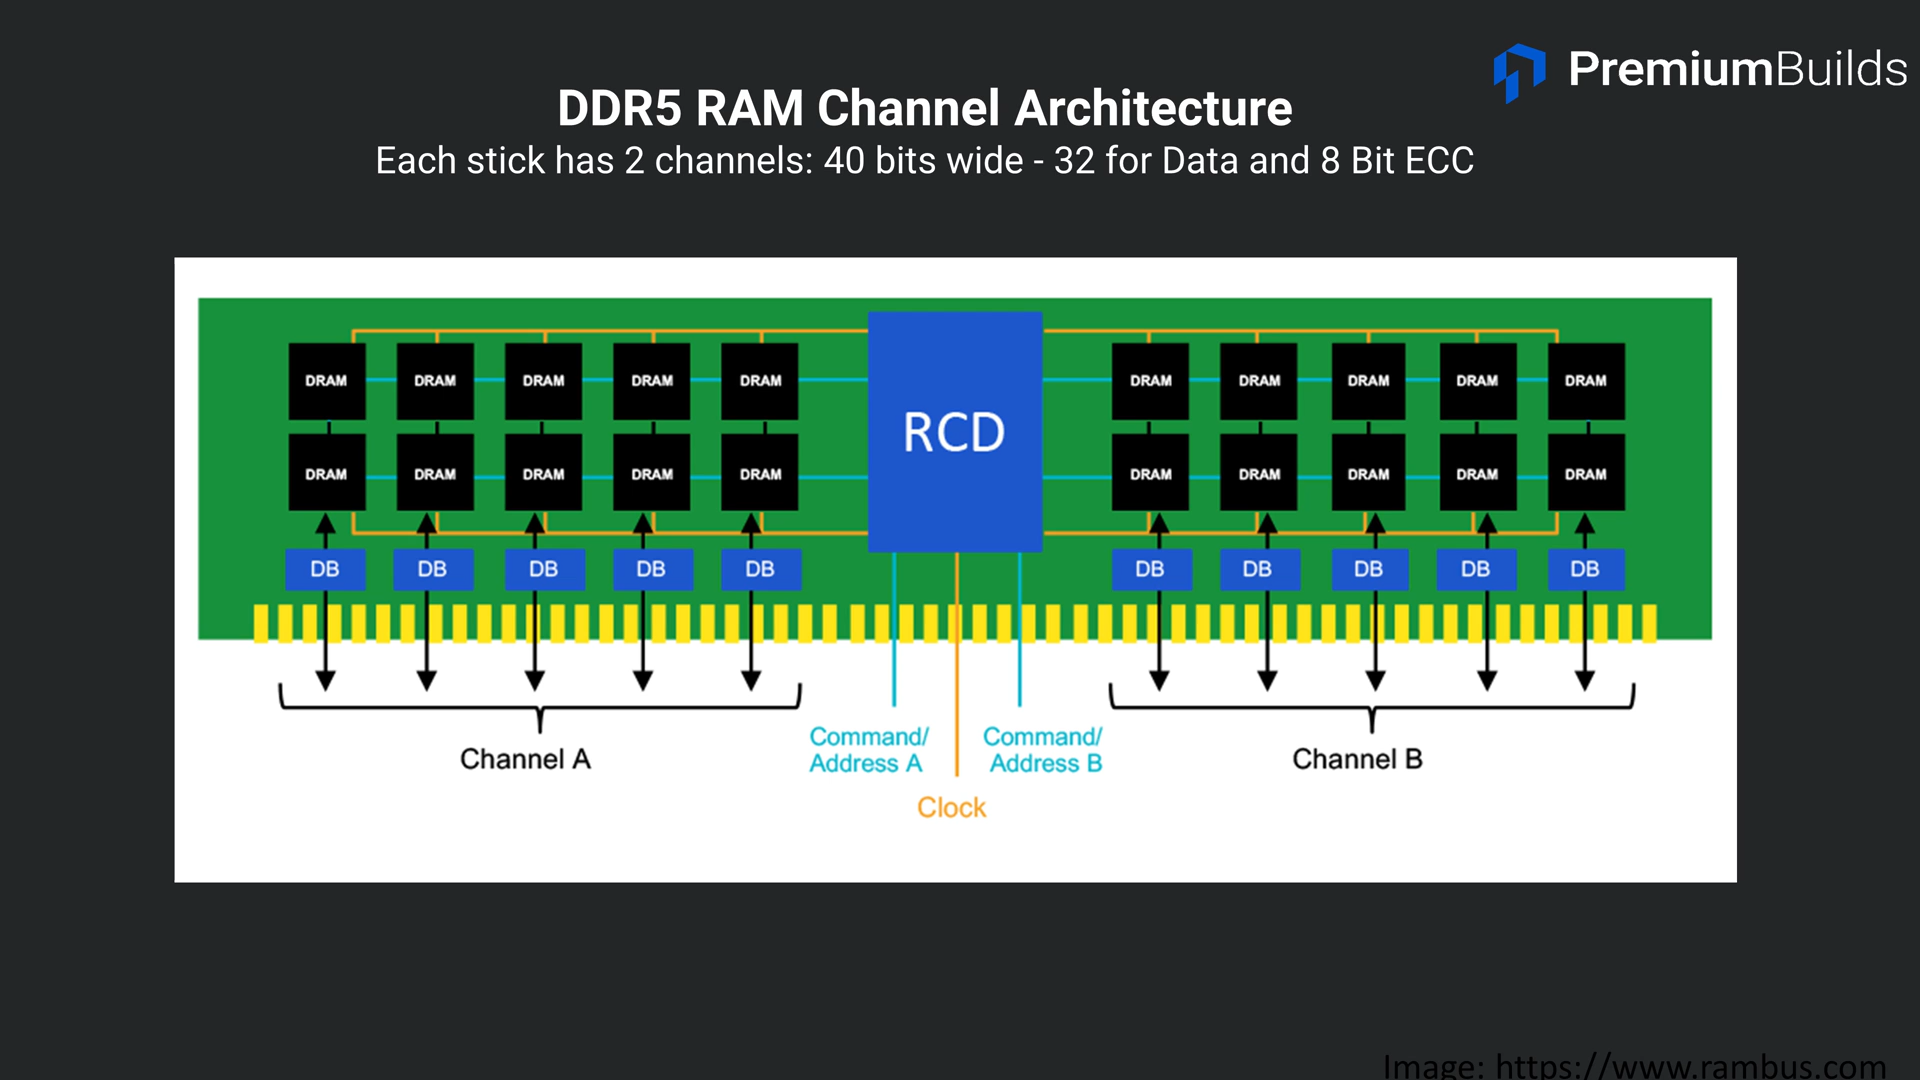 PremiumBuilds
DDR5 RAM Channel Architecture
Each stick has 2 channels: 40 bits wide - 32 for Data and 8 Bit ECC
DRAM DRAM DRAM DRAM DRAM RCD DRAM DRAM DRAM DRAM DRAM
DRAM DRAM DRAM DRAM DRAM DRAM DRAM DRAM DRAM DRAM
DB DB DB DB DB DB DB DB DB DB
Channel A
Command/
Address A
Clock
Command/
Address B
Channel B
Image: https://www.rambus.com